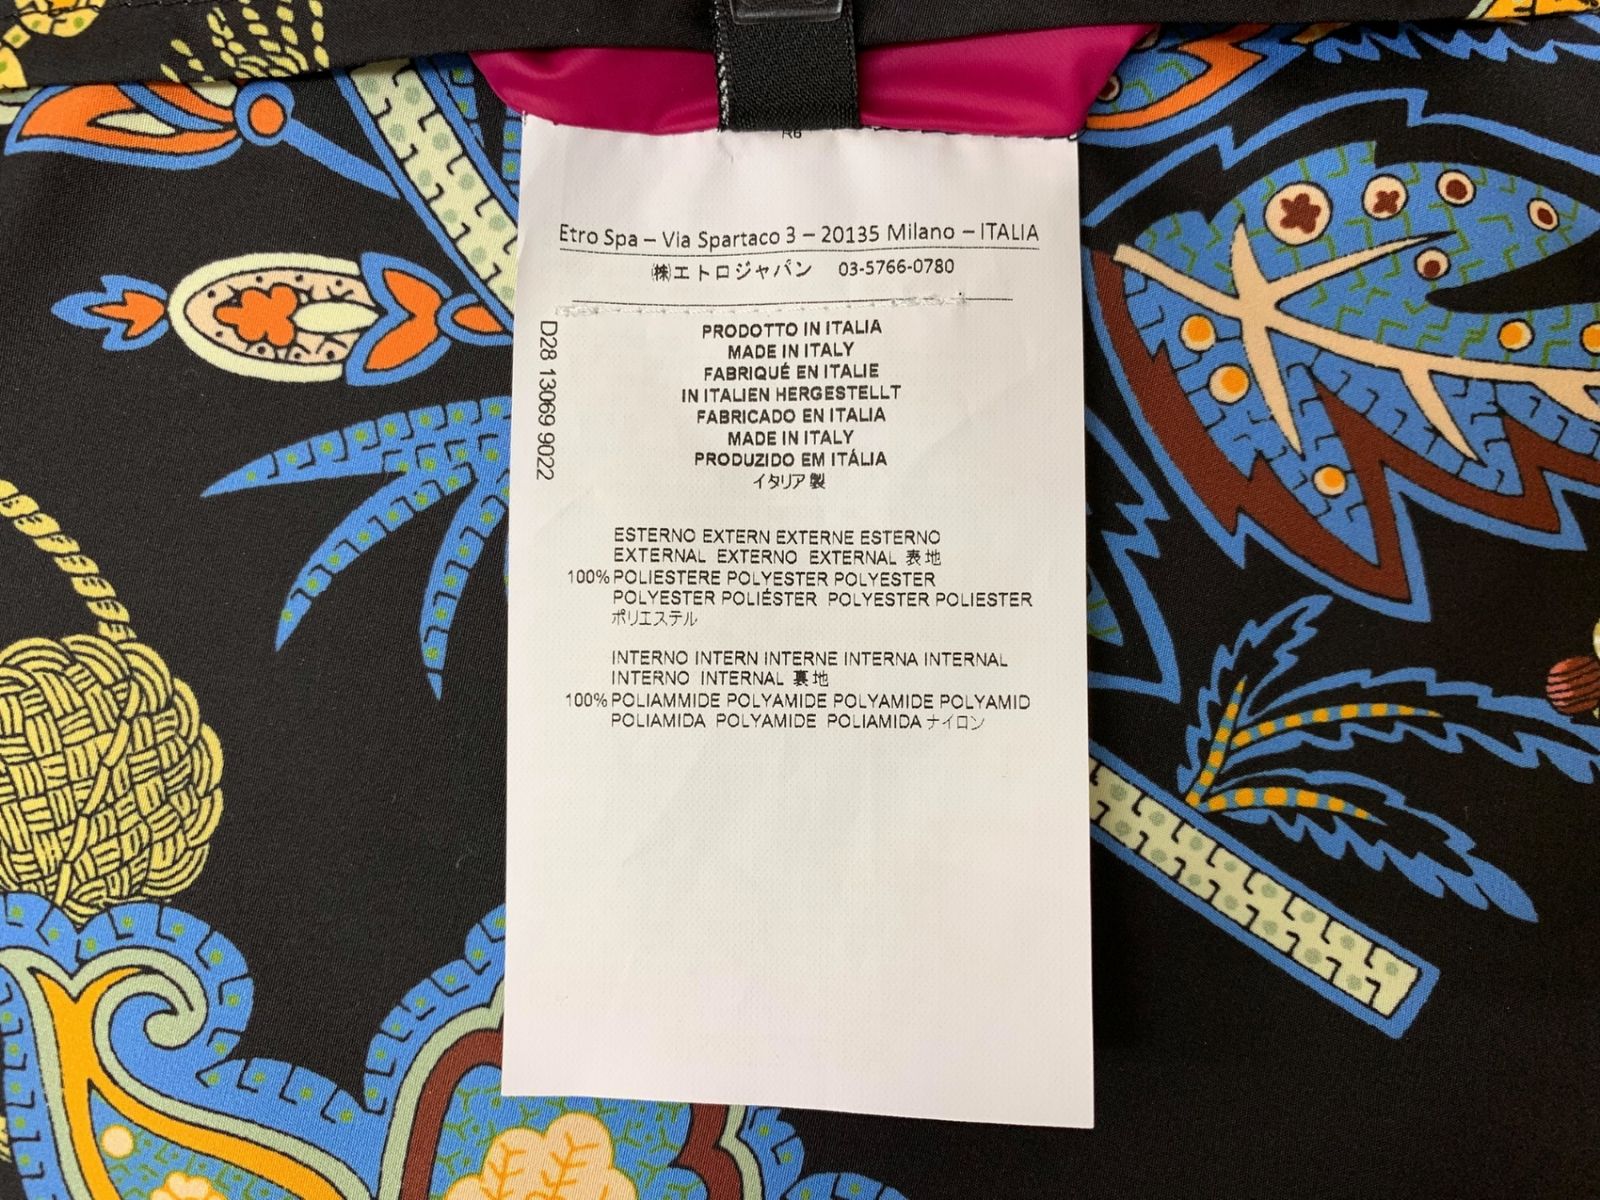 R6
Etro Spa – Via Spartaco 3 – 20135 Milano – ITALIA
㈱エトロジャパン 03-5766-0780
D28 13069 9022
PRODOTTO IN ITALIA
MADE IN ITALY
FABRIQUÉ EN ITALIE
IN ITALIEN HERGESTELLT
FABRICADO EN ITALIA
MADE IN ITALY
PRODUZIDO EM ITÁLIA
イタリア製
ESTERNO EXTERN EXTERNE ESTERNO
EXTERNAL EXTERNO EXTERNAL 表地
100% POLIESTERE POLYESTER POLYESTER
POLYESTER POLIÉSTER POLYESTER POLIESTER
ポリエステル
INTERNO INTERN INTERNE INTERNA INTERNAL
INTERNO INTERNAL 裏地
100% POLIAMMIDE POLYAMIDE POLYAMIDE POLYAMID
POLIAMIDA POLYAMIDE POLIAMIDA ナイロン